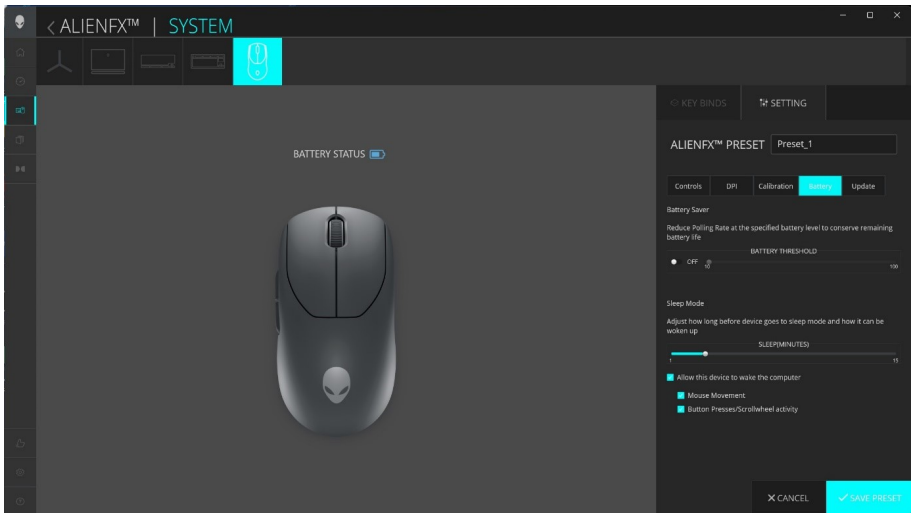 ALIENFX™ | SYSTEM
KEY BINDS
SETTING
BATTERY STATUS
ALIENFX™ PRESET Preset_1
Controls DPI Calibration Battery Update
Battery Saver
Reduce Polling Rate at the specified battery level to conserve remaining
battery life
BATTERY THRESHOLD
OFF
10 100
Sleep Mode
Adjust how long before device goes to sleep mode and how it can be
woken up
SLEEP(MINUTES)
1 15
Allow this device to wake the computer
Mouse Movement
Button Presses/Scrollwheel activity
CANCEL
SAVE PRESET